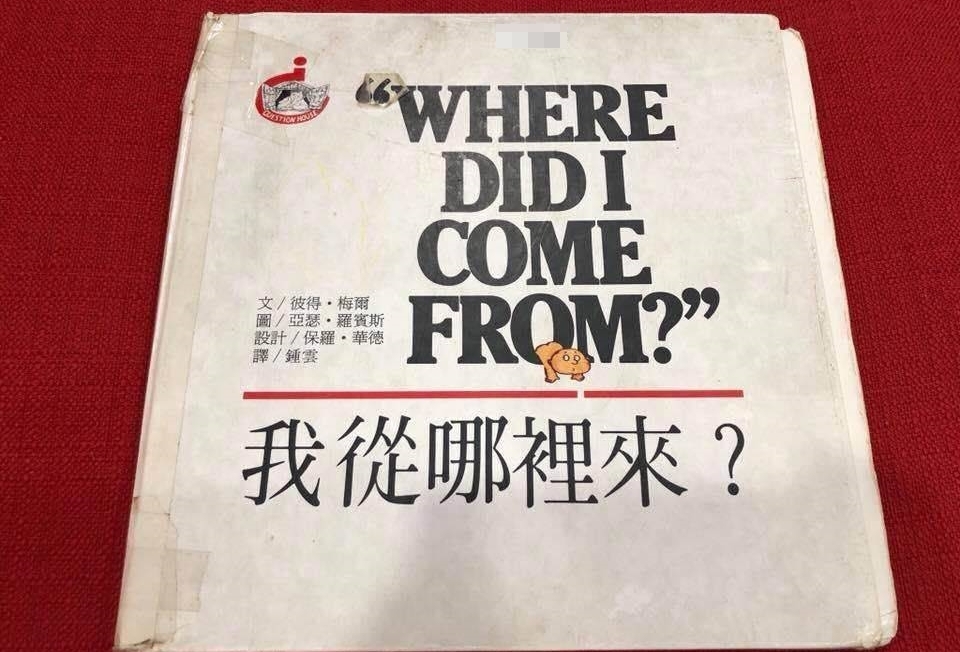 QUESTION HOUSE
“WHERE
DID I
COME
FROM?”
文/彼得・梅爾
圖/亞瑟・羅賓斯
設計/保羅・華德
譯/鍾雲
我從哪裡來？